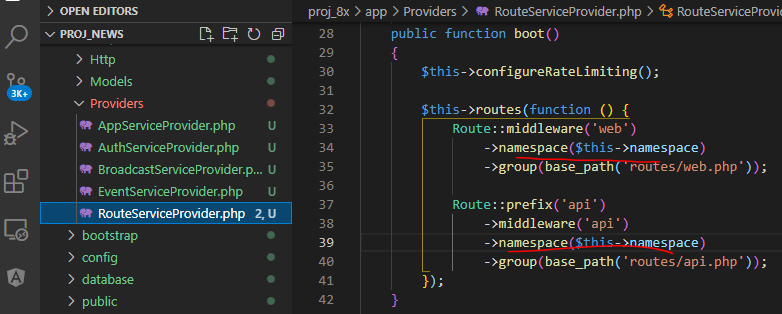 OPEN EDITORS
PROJ_NEWS
Http
Models
Providers
AppServiceProvider.php U
AuthServiceProvider.php U
BroadcastServiceProvider.p... U
EventServiceProvider.php U
RouteServiceProvider.php 2, U
bootstrap
config
database
public
3K+
proj_8x > app > Providers > RouteServiceProvider.php > RouteServiceProvi
28 public function boot()
29 {
30 $this->configureRateLimiting();
31
32 $this->routes(function () {
33 Route::middleware('web')
34 ->namespace($this->namespace)
35 ->group(base_path('routes/web.php'));
36
37 Route::prefix('api')
38 ->middleware('api')
39 ->namespace($this->namespace)
40 ->group(base_path('routes/api.php'));
41 });
42 }